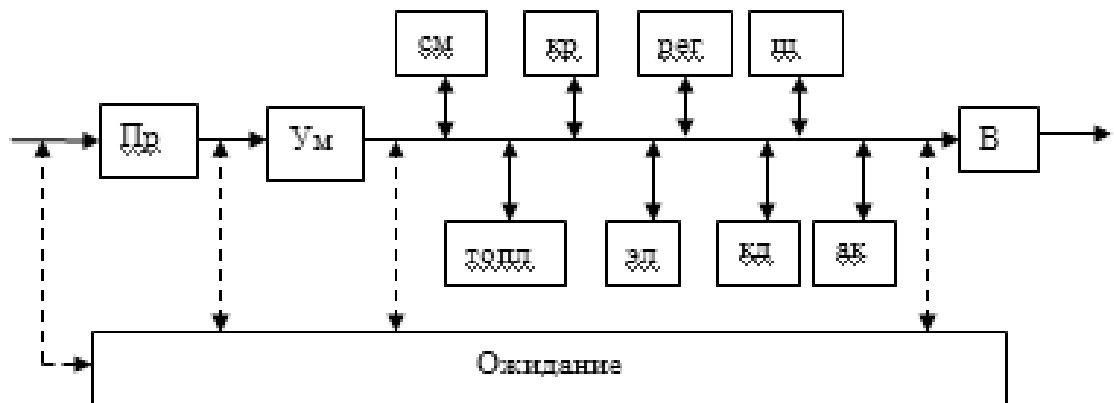 см кр рег ш
Пр Ум В
топл эл кд ак
Ожидание